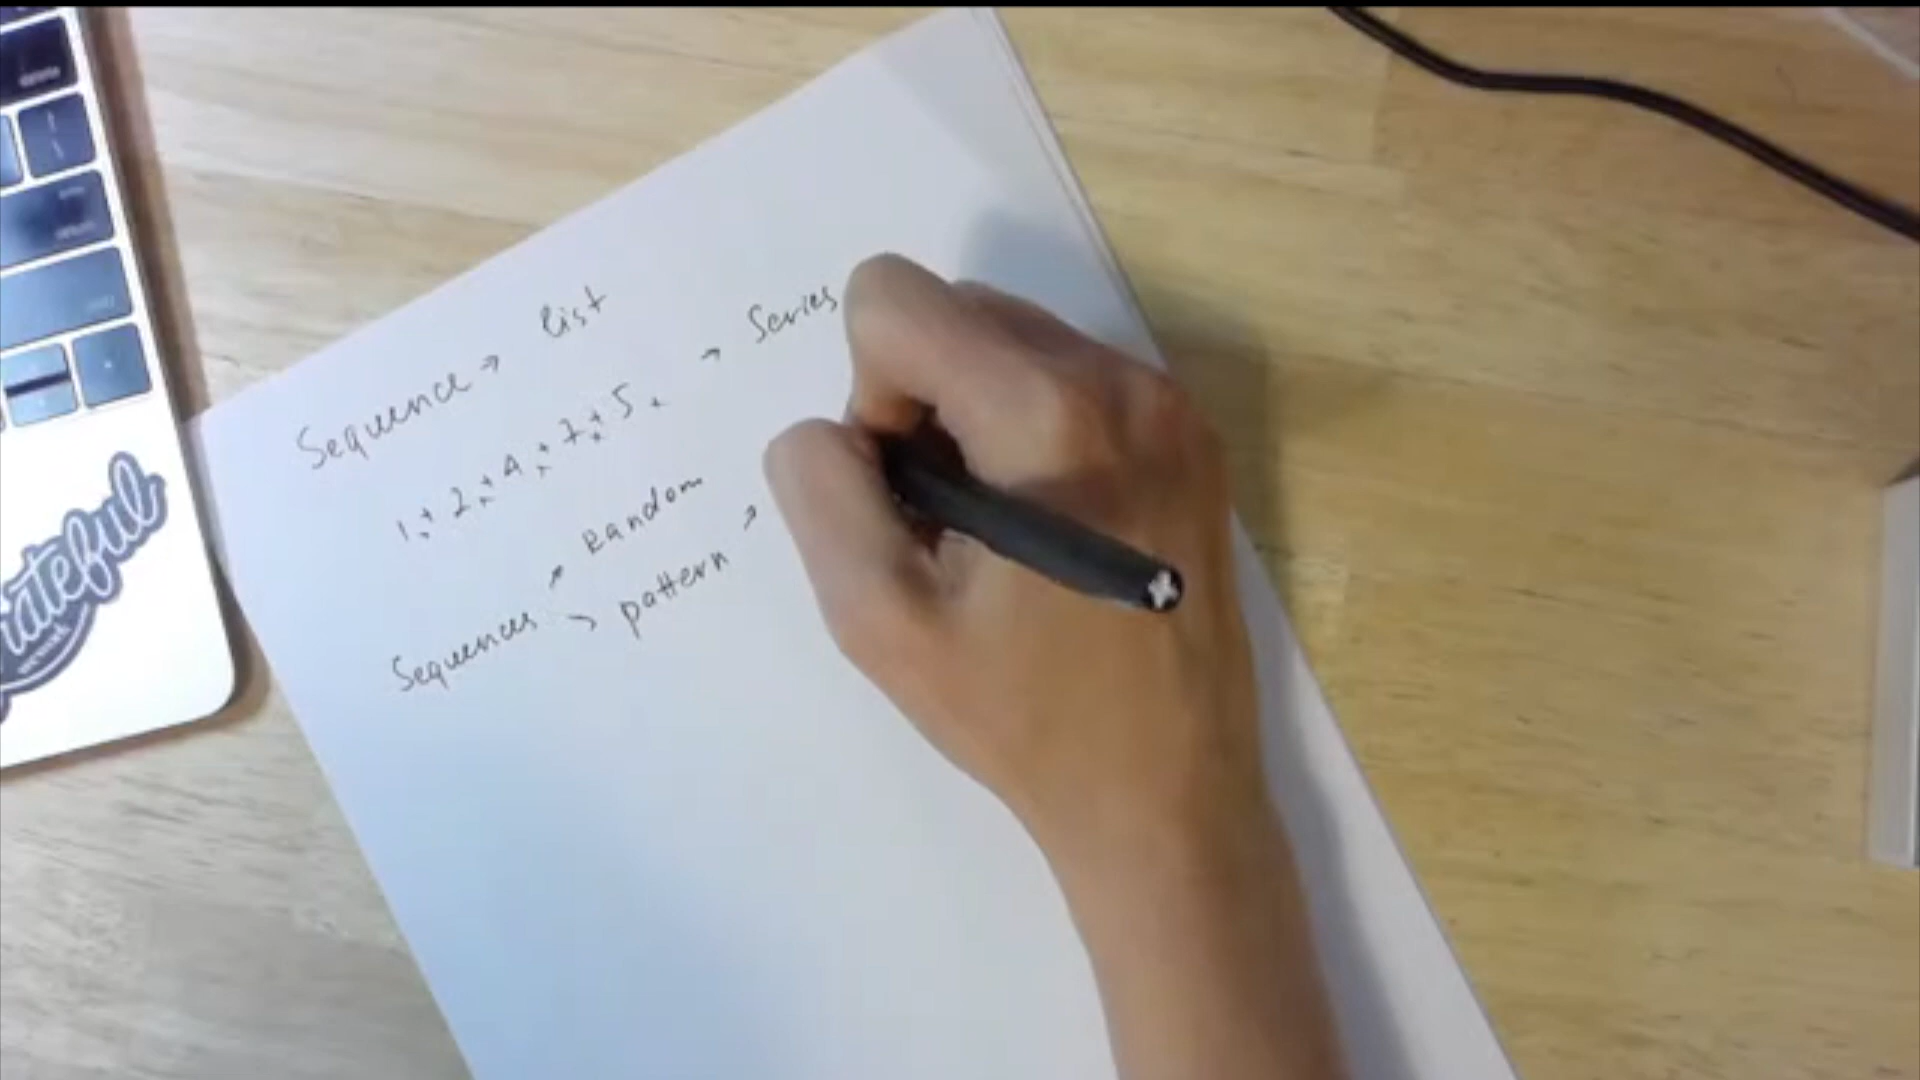 Sequence → list
1, + 2, + 4, + 7, + 5, → Series
Sequences → Random
→ pattern →